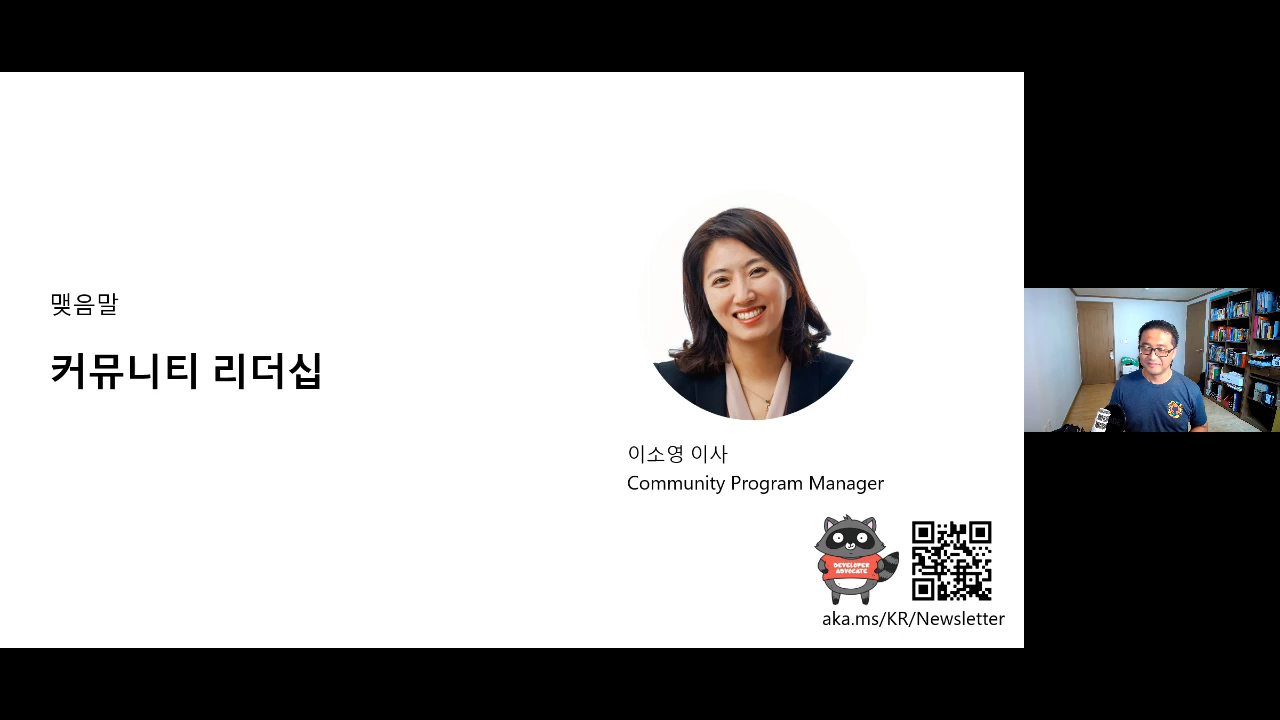 맺음말
커뮤니티 리더십
이소영 이사
Community Program Manager
DEVELOPER
ADVOCATE
aka.ms/KR/Newsletter